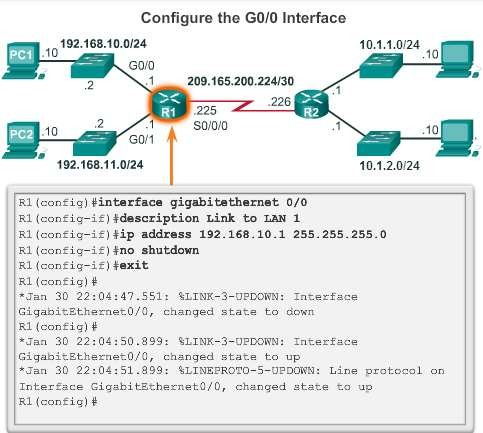 Configure the G0/0 Interface
192.168.10.0/24
10.1.1.0/24
PC1
.10
.10
G0/0
.2
.1
209.165.200.224/30
.1
R1
.225
.226
R2
S0/0/0
PC2
.10
.2
.1
G0/1
.1
.10
192.168.11.0/24
10.1.2.0/24
R1(config)#interface gigabitethernet 0/0
R1(config-if)#description Link to LAN 1
R1(config-if)#ip address 192.168.10.1 255.255.255.0
R1(config-if)#no shutdown
R1(config-if)#exit
R1(config)#
*Jan 30 22:04:47.551: %LINK-3-UPDOWN: Interface
GigabitEthernet0/0, changed state to down
R1(config)#
*Jan 30 22:04:50.899: %LINK-3-UPDOWN: Interface
GigabitEthernet0/0, changed state to up
*Jan 30 22:04:51.899: %LINEPROTO-5-UPDOWN: Line protocol on
Interface GigabitEthernet0/0, changed state to up
R1(config)#